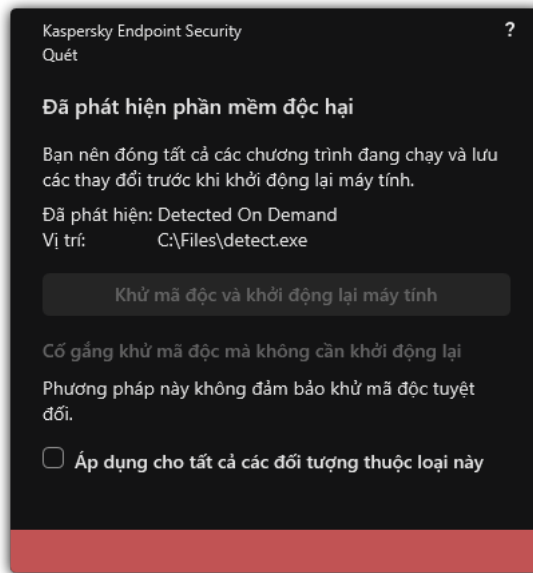 Kaspersky Endpoint Security
?
Quét
Đã phát hiện phần mềm độc hại
Bạn nên đóng tất cả các chương trình đang chạy và lưu
các thay đổi trước khi khởi động lại máy tính.
Đã phát hiện: Detected On Demand
Vị trí: C:\Files\detect.exe
Khử mã độc và khởi động lại máy tính
Cố gắng khử mã độc mà không cần khởi động lại
Phương pháp này không đảm bảo khử mã độc tuyệt
đối.
Áp dụng cho tất cả các đối tượng thuộc loại này